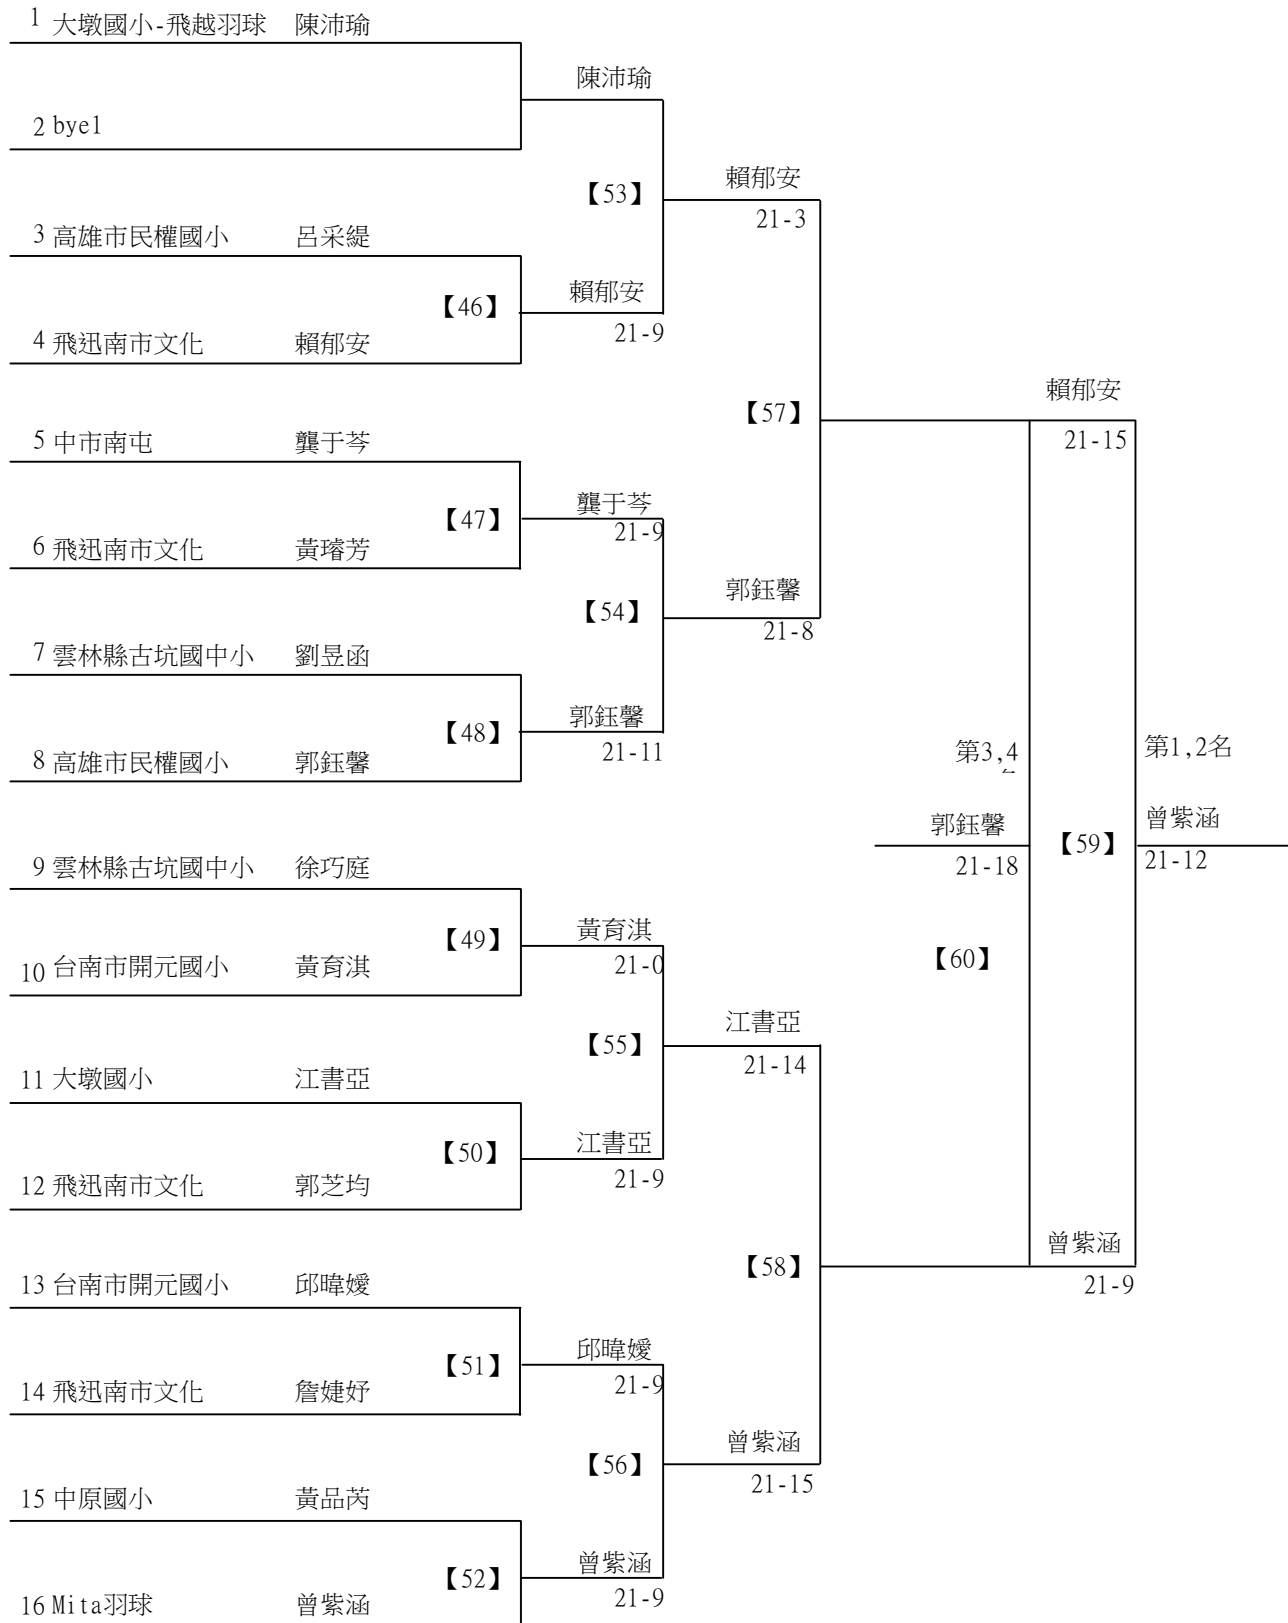 1 大墩國小-飛越羽球 陳沛瑜
陳沛瑜
2 bye1
賴郁安
【53】
21-3
3 高雄市民權國小 呂采緹
賴郁安
【46】
21-9
4 飛迅南市文化 賴郁安
賴郁安
【57】
21-15
5 中市南屯 龔于芩
龔于芩
【47】
21-9
6 飛迅南市文化 黃璿芳
郭鈺馨
【54】
21-8
7 雲林縣古坑國中小 劉昱函
郭鈺馨
【48】
21-11
8 高雄市民權國小 郭鈺馨
第3,4
第1,2名
郭鈺馨
曾紫涵
【59】
21-18
21-12
9 雲林縣古坑國中小 徐巧庭
黃育淇
【49】
21-0
10 台南市開元國小 黃育淇
【60】
江書亞
【55】
21-14
11 大墩國小 江書亞
江書亞
【50】
21-9
12 飛迅南市文化 郭芝均
曾紫涵
【58】
21-9
13 台南市開元國小 邱暐嫒
邱暐嫒
【51】
21-9
14 飛迅南市文化 詹婕妤
曾紫涵
【56】
21-15
15 中原國小 黃品芮
曾紫涵
【52】
21-9
16 Mita羽球 曾紫涵